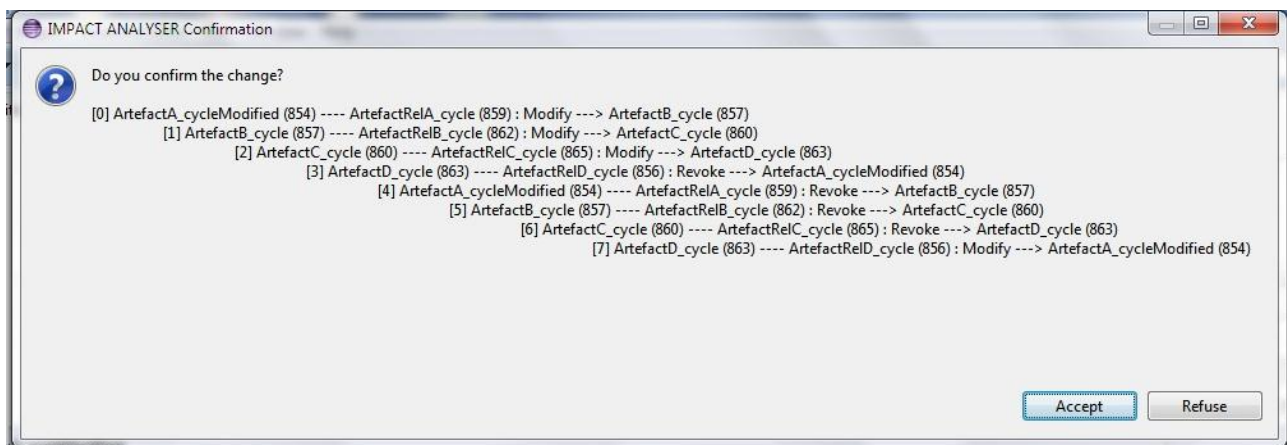 IMPACT ANALYSER Confirmation
Do you confirm the change?
[0] ArtefactA_cycleModified (854) ---- ArtefactRelA_cycle (859) : Modify ---> ArtefactB_cycle (857)
[1] ArtefactB_cycle (857) ---- ArtefactRelB_cycle (862) : Modify ---> ArtefactC_cycle (860)
[2] ArtefactC_cycle (860) ---- ArtefactRelC_cycle (865) : Modify ---> ArtefactD_cycle (863)
[3] ArtefactD_cycle (863) ---- ArtefactRelD_cycle (856) : Revoke ---> ArtefactA_cycleModified (854)
[4] ArtefactA_cycleModified (854) ---- ArtefactRelA_cycle (859) : Revoke ---> ArtefactB_cycle (857)
[5] ArtefactB_cycle (857) ---- ArtefactRelB_cycle (862) : Revoke ---> ArtefactC_cycle (860)
[6] ArtefactC_cycle (860) ---- ArtefactRelC_cycle (865) : Revoke ---> ArtefactD_cycle (863)
[7] ArtefactD_cycle (863) ---- ArtefactRelD_cycle (856) : Modify ---> ArtefactA_cycleModified (854)
Accept
Refuse